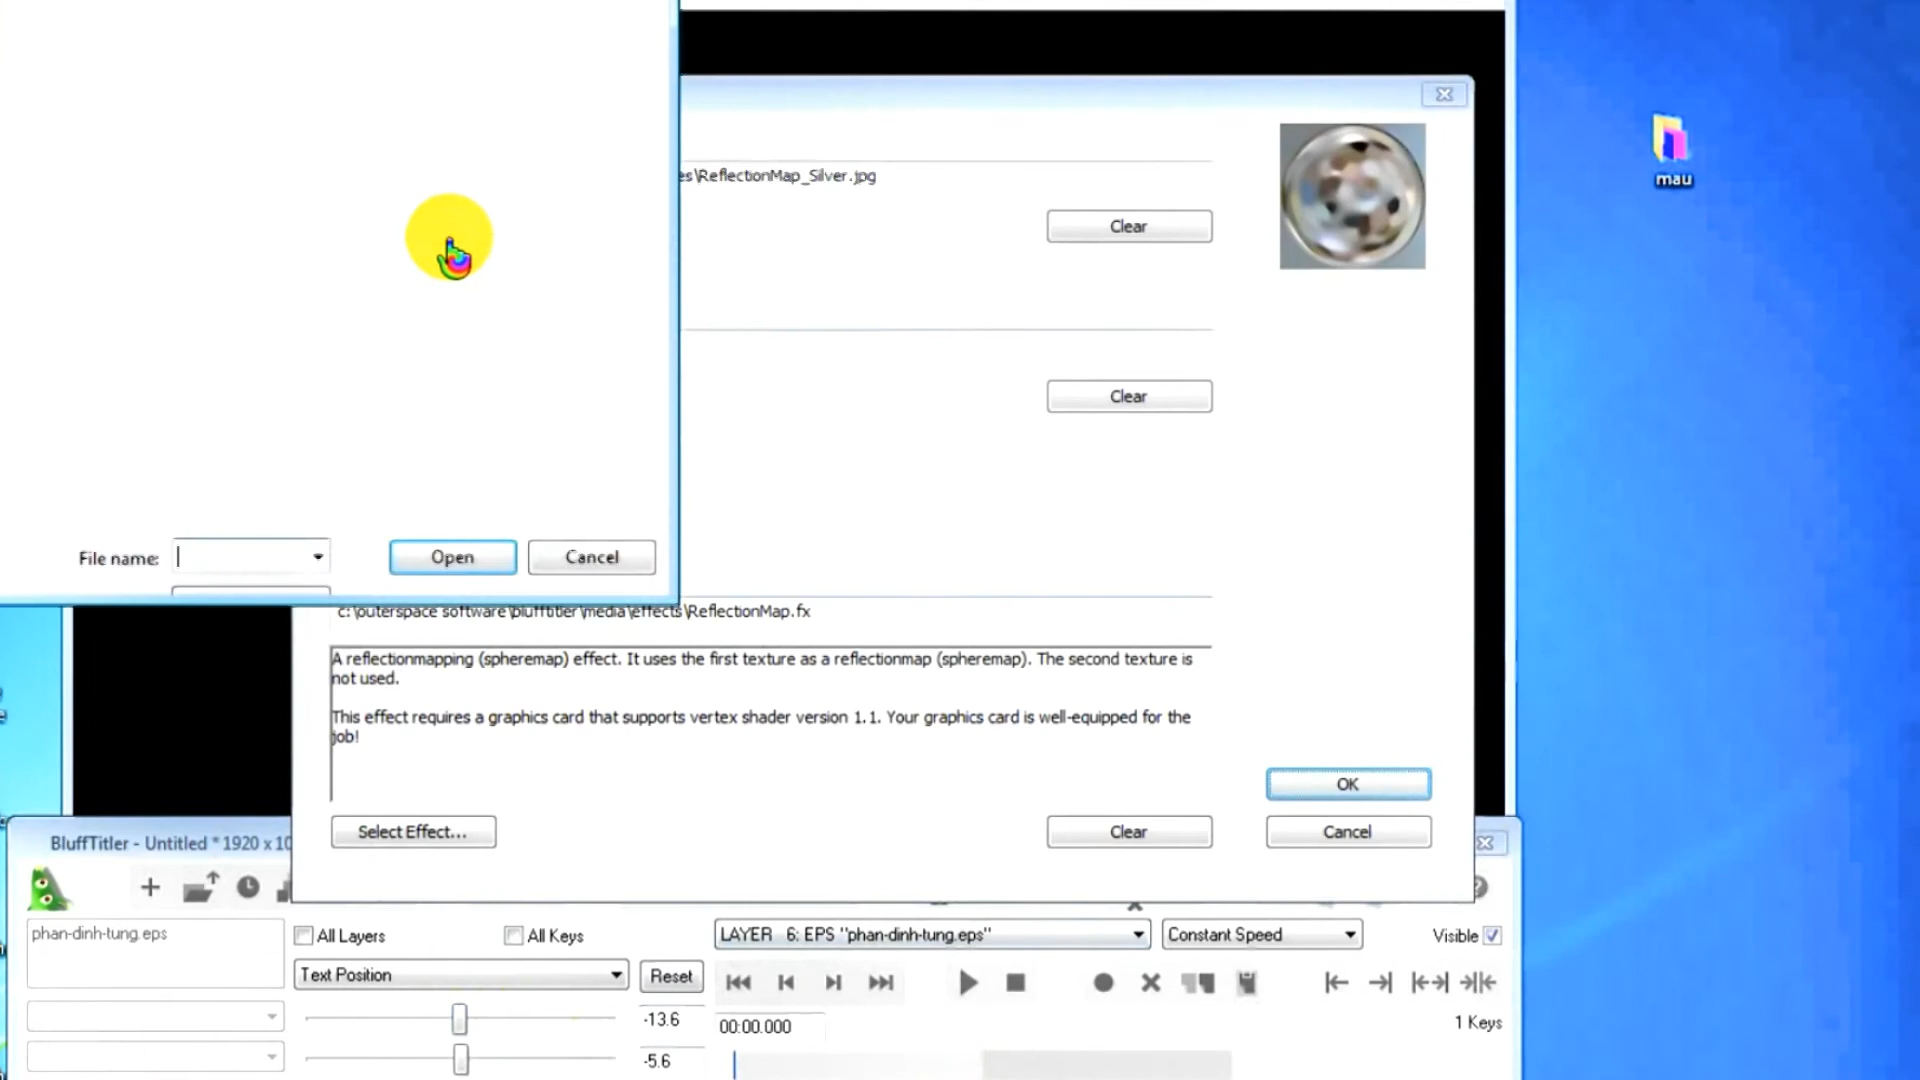 es\ReflectionMap_Silver.jpg
mau
Clear
Clear
File name:
Open
Cancel
c:\outerspace software\blufftitler\media\effects\ReflectionMap.fx
A reflectionmapping (spheremap) effect. It uses the first texture as a reflectionmap (spheremap). The second texture is
not used.
This effect requires a graphics card that supports vertex shader version 1.1. Your graphics card is well-equipped for the
job!
OK
Select Effect...
Clear
Cancel
BluffTitler - Untitled * 1920 x 10
phan-dinh-tung.eps
All Layers
All Keys
LAYER 6: EPS "phan-dinh-tung.eps"
Constant Speed
Visible
Text Position
Reset
-13.6
00:00.000
1 Keys
-5.6